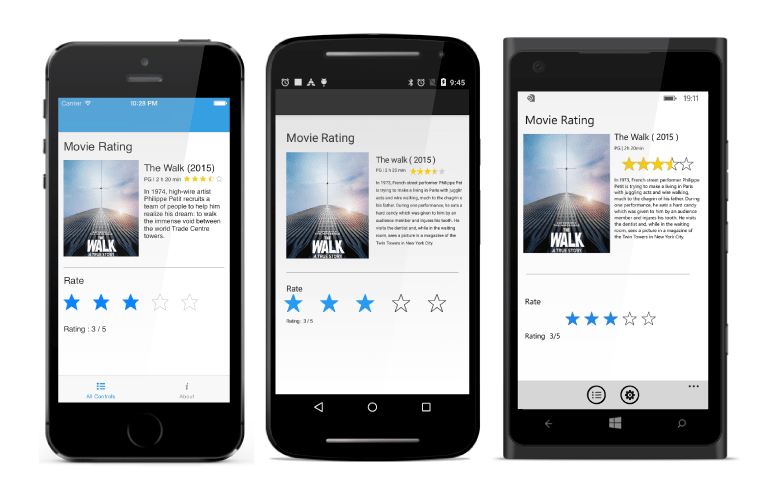 Carrier
10:28 PM
Movie Rating
The Walk (2015)
PG | 2 h 20 min
In 1974, high-wire artist
Philippe Petit recruits a
team of people to help him
realize his dream: to walk
the immense void between
the world Trade Centre
towers.
THE
WALK
A TRUE STORY
Rate
Rating : 3 / 5
All Controls
About
9:45
Movie Rating
The walk ( 2015 )
PG | 2 h 20 min
In 1973, French street performer Philippe Pet
is trying to make a living in Paris with juggling
acts and wire walking, much to the chagrin of
his father. During one performance, he eats a
hard candy which was given to him by an
audience member and injures his tooth. He
visits the dentist and, while in the waiting
room, sees a picture in a magazine of the
Twin Towers in New York City.
THE
WALK
A TRUE STORY
Rate
Rating : 3 / 5
19:11
Movie Rating
The Walk ( 2015 )
PG | 2h 20min
In 1973, French street performer Philippe
Petit is trying to make a living in Paris
with juggling acts and wire walking,
much to the chagrin of his father. During
one performance, he eats a hard candy
which was given to him by an
audience member and injures his tooth. He
visits the dentist and, while in the waiting
room, sees a picture in a magazine of
the Twin Towers in New York City.
THE
WALK
A TRUE STORY
Rate
Rating 3/5